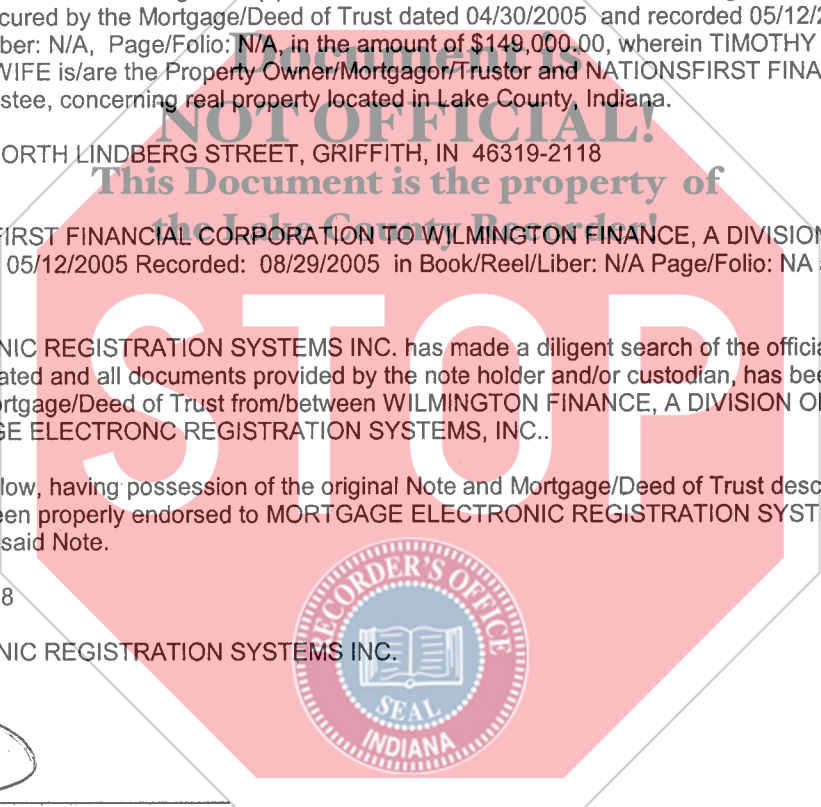 cured by the Mortgage/Deed of Trust dated 04/30/2005 and recorded 05/12/2
ber: N/A, Page/Folio: N/A, in the amount of $149,000.00, wherein TIMOTHY
WIFE is/are the Property Owner/Mortgagor/Trustor and NATIONSFIRST FINA
Document is
stee, concerning real property located in Lake County, Indiana.
NOT OFFICIAL!
ORTH LINDBERG STREET, GRIFFITH, IN 46319-2118
This Document is the property of
the Lake County Recorder!
FIRST FINANCIAL CORPORATION TO WILMINGTON FINANCE, A DIVISION
05/12/2005 Recorded: 08/29/2005 in Book/Reel/Liber: N/A Page/Folio: NA
STOP
NIC REGISTRATION SYSTEMS INC. has made a diligent search of the officia
ated and all documents provided by the note holder and/or custodian, has bee
rtgage/Deed of Trust from/between WILMINGTON FINANCE, A DIVISION O
GE ELECTRONC REGISTRATION SYSTEMS, INC..
low, having possession of the original Note and Mortgage/Deed of Trust desc
een properly endorsed to MORTGAGE ELECTRONIC REGISTRATION SYST
said Note.
8
NIC REGISTRATION SYSTEMS INC.
RECORDER'S OFFICE
SEAL
INDIANA